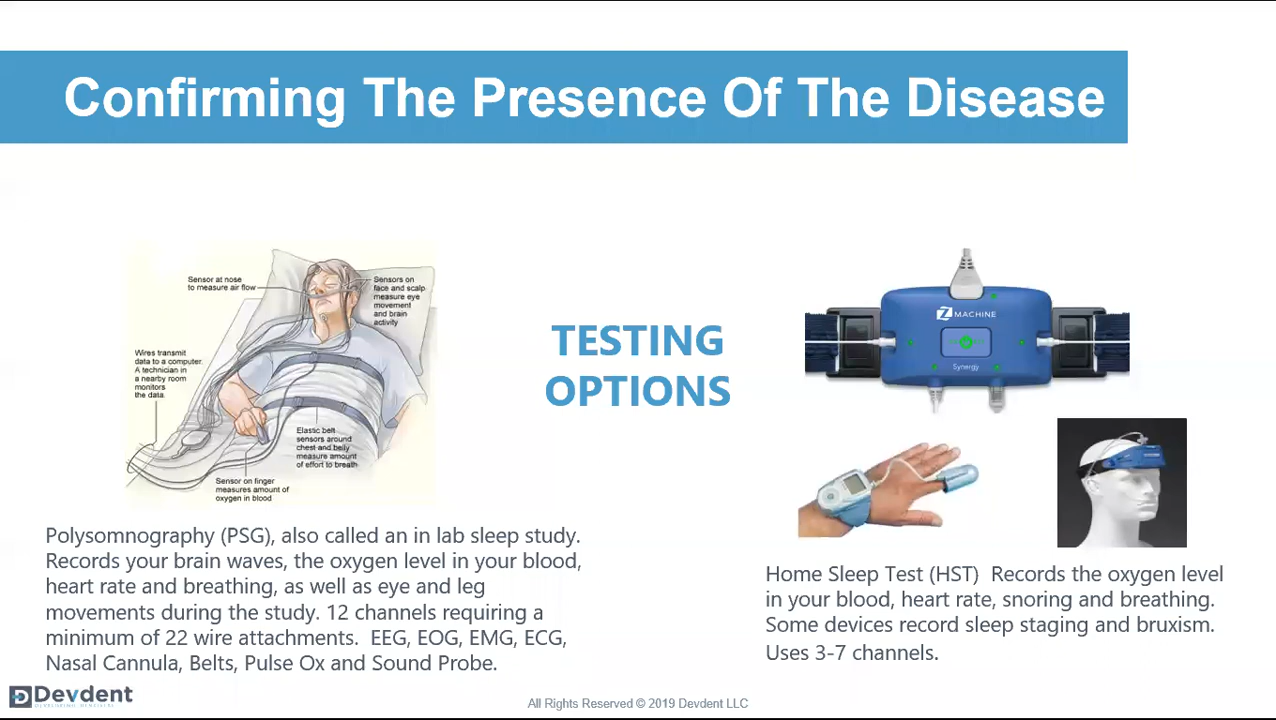 Confirming The Presence Of The Disease
Sensor at nose
to measure air flow
Sensors on
face and scalp
measure eye
movement
and brain
activity
Wires transmit
data to a computer.
A technician in
a nearby room
monitors
the data.
Elastic belt
sensors around
chest and belly
measure amount
of effort to breath
Sensor on finger
measures amount of
oxygen in blood
TESTING
OPTIONS
Z MACHINE
Synergy
Polysomnography (PSG), also called an in lab sleep study.
Records your brain waves, the oxygen level in your blood,
heart rate and breathing, as well as eye and leg
movements during the study. 12 channels requiring a
minimum of 22 wire attachments.  EEG, EOG, EMG, ECG,
Nasal Cannula, Belts, Pulse Ox and Sound Probe.
Home Sleep Test (HST)  Records the oxygen level
in your blood, heart rate, snoring and breathing.
Some devices record sleep staging and bruxism.
Uses 3-7 channels.
Devdent
DEVELOPING DENTISTS
All Rights Reserved © 2019 Devdent LLC